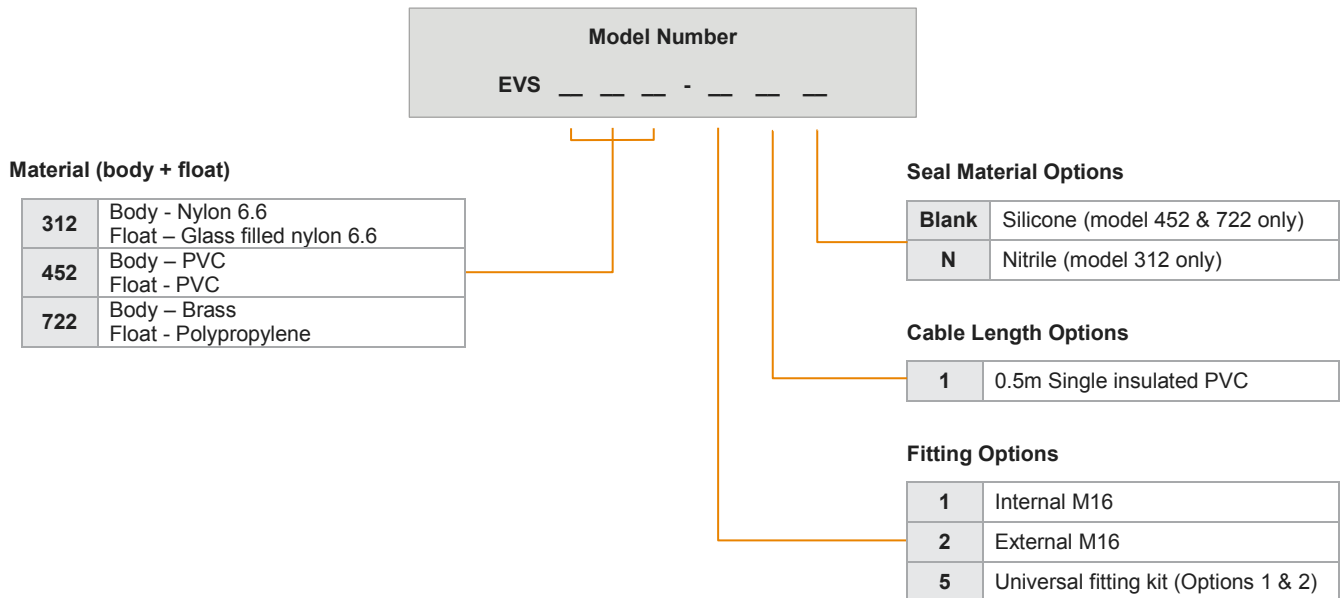 Model Number
EVS __ __ __ - __ __ __
Material (body + float)
312 Body - Nylon 6.6
Float – Glass filled nylon 6.6
452 Body – PVC
Float - PVC
722 Body – Brass
Float - Polypropylene
Seal Material Options
Blank Silicone (model 452 & 722 only)
N Nitrile (model 312 only)
Cable Length Options
1 0.5m Single insulated PVC
Fitting Options
1 Internal M16
2 External M16
5 Universal fitting kit (Options 1 & 2)